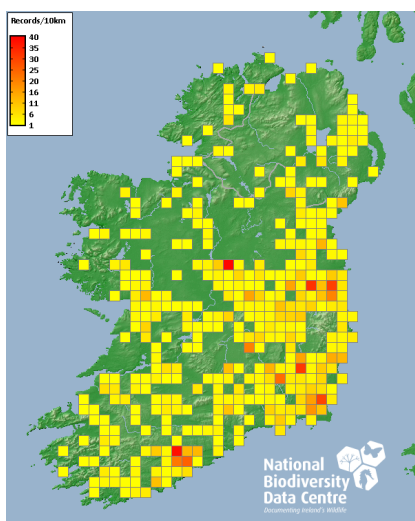 Records/10km
40
35
30
25
20
16
11
6
1
National
Biodiversity
Data Centre
Documenting Ireland's Wildlife